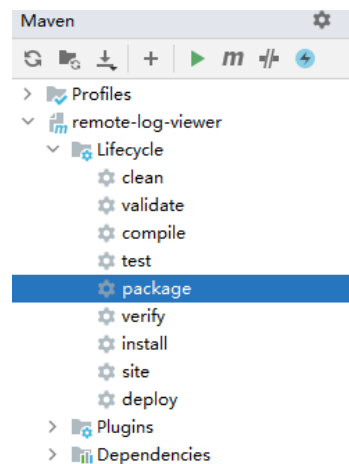 Maven
m
Profiles
remote-log-viewer
Lifecycle
clean
validate
compile
test
package
verify
install
site
deploy
Plugins
Dependencies